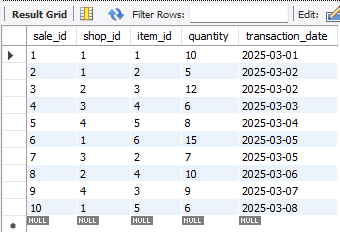 Result Grid Filter Rows: Edit:
sale_id shop_id item_id quantity transaction_date
1 1 1 10 2025-03-01
2 1 2 5 2025-03-02
3 2 3 12 2025-03-02
4 3 4 6 2025-03-03
5 4 5 8 2025-03-04
6 1 6 15 2025-03-05
7 3 2 7 2025-03-05
8 2 4 10 2025-03-06
9 4 3 9 2025-03-07
10 1 5 6 2025-03-08
NULL NULL NULL NULL NULL